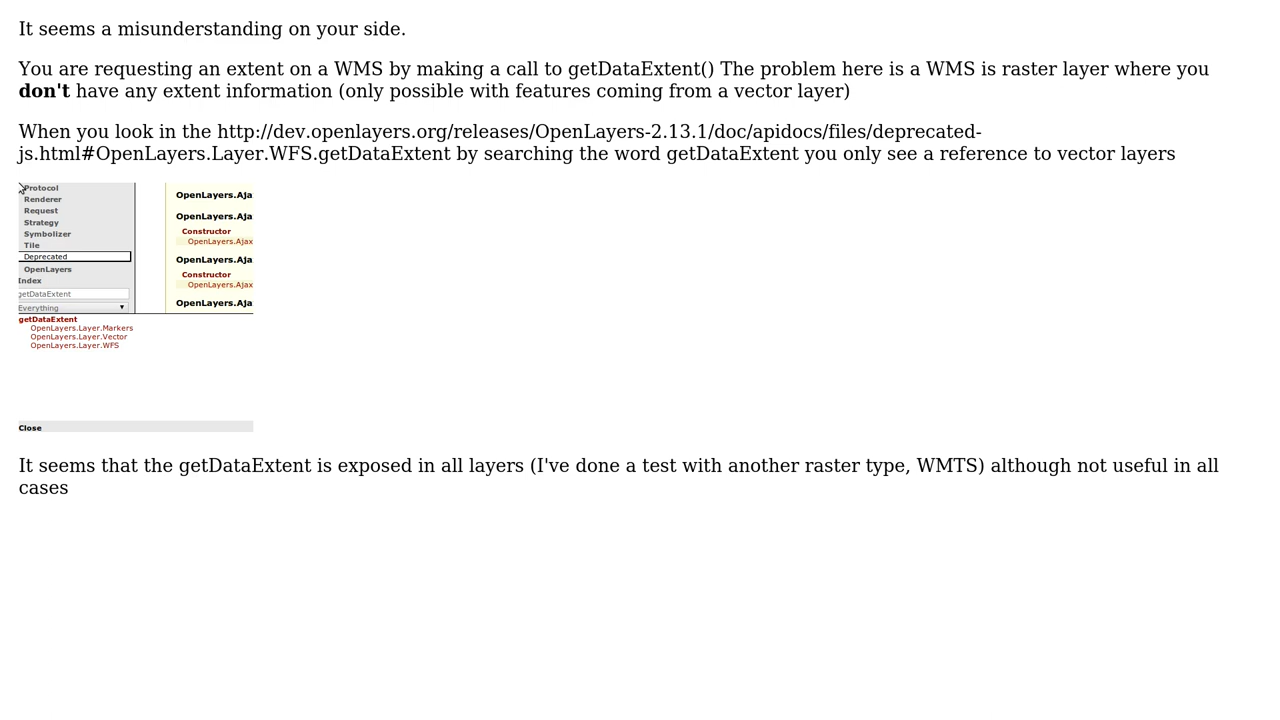 It seems a misunderstanding on your side.
You are requesting an extent on a WMS by making a call to getDataExtent() The problem here is a WMS is raster layer where you
don't have any extent information (only possible with features coming from a vector layer)
When you look in the http://dev.openlayers.org/releases/OpenLayers-2.13.1/doc/apidocs/files/deprecated-
js.html#OpenLayers.Layer.WFS.getDataExtent by searching the word getDataExtent you only see a reference to vector layers
Protocol
Renderer
Request
Strategy
Symbolizer
Tile
Deprecated
OpenLayers
Index
getDataExtent
Everything
OpenLayers.Aja
OpenLayers.Aja
Constructor
OpenLayers.Ajax
OpenLayers.Aja
Constructor
OpenLayers.Ajax
OpenLayers.Aja
getDataExtent
OpenLayers.Layer.Markers
OpenLayers.Layer.Vector
OpenLayers.Layer.WFS
Close
It seems that the getDataExtent is exposed in all layers (I've done a test with another raster type, WMTS) although not useful in all
cases